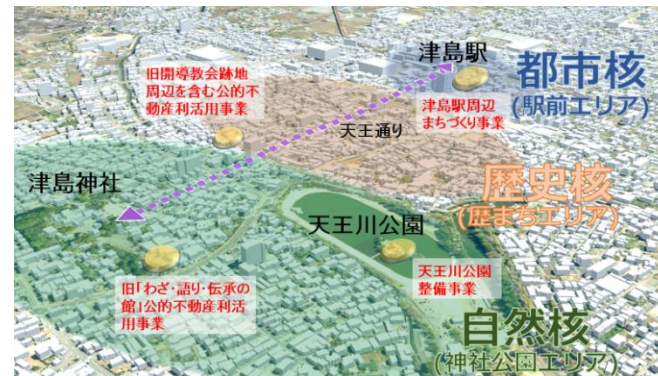 津島駅
都市核
(駅前エリア)
旧開導教会跡地
周辺を含む公的不
動産利活用事業
津島駅周辺
まちづくり事業
天王通り
歴史核
(歴まちエリア)
津島神社
天王川公園
天王川公園
整備事業
旧「わざ・語り・伝承の
館」公的不動産利活
用事業
自然核
(神社公園エリア)